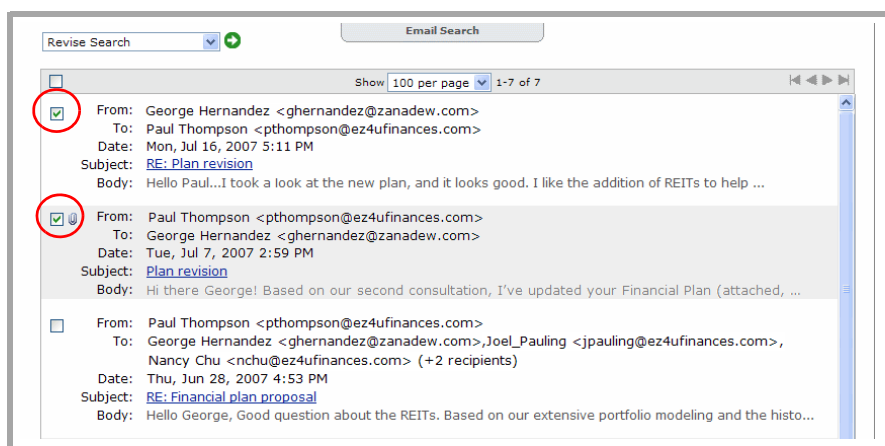 Email Search
Revise Search
Show 100 per page 1-7 of 7
From: George Hernandez <ghernandez@zanadew.com>
To: Paul Thompson <pthompson@ez4ufinances.com>
Date: Mon, Jul 16, 2007 5:11 PM
Subject: RE: Plan revision
Body: Hello Paul...I took a look at the new plan, and it looks good. I like the addition of REITs to help ...
From: Paul Thompson <pthompson@ez4ufinances.com>
To: George Hernandez <ghernandez@zanadew.com>
Date: Tue, Jul 7, 2007 2:59 PM
Subject: Plan revision
Body: Hi there George! Based on our second consultation, I've updated your Financial Plan (attached, ...
From: Paul Thompson <pthompson@ez4ufinances.com>
To: George Hernandez <ghernandez@zanadew.com>,Joel_Pauling <jpauling@ez4ufinances.com>,
Nancy Chu <nchu@ez4ufinances.com> (+2 recipients)
Date: Thu, Jun 28, 2007 4:53 PM
Subject: RE: Financial plan proposal
Body: Hello George, Good question about the REITs. Based on our extensive portfolio modeling and the histo...